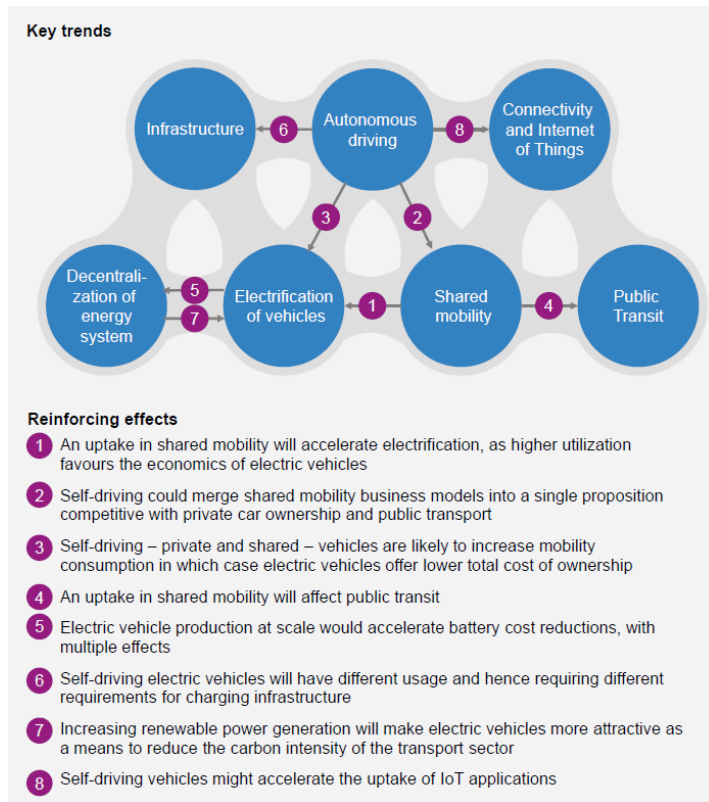 Key trends
Infrastructure
6
Autonomous
driving
8
Connectivity
and Internet
of Things
3
2
Decentrali-
zation of
energy
system
5
7
Electrification
of vehicles
1
Shared
mobility
4
Public
Transit
Reinforcing effects
1 An uptake in shared mobility will accelerate electrification, as higher utilization
favours the economics of electric vehicles
2 Self-driving could merge shared mobility business models into a single proposition
competitive with private car ownership and public transport
3 Self-driving – private and shared – vehicles are likely to increase mobility
consumption in which case electric vehicles offer lower total cost of ownership
4 An uptake in shared mobility will affect public transit
5 Electric vehicle production at scale would accelerate battery cost reductions, with
multiple effects
6 Self-driving electric vehicles will have different usage and hence requiring different
requirements for charging infrastructure
7 Increasing renewable power generation will make electric vehicles more attractive as
a means to reduce the carbon intensity of the transport sector
8 Self-driving vehicles might accelerate the uptake of IoT applications